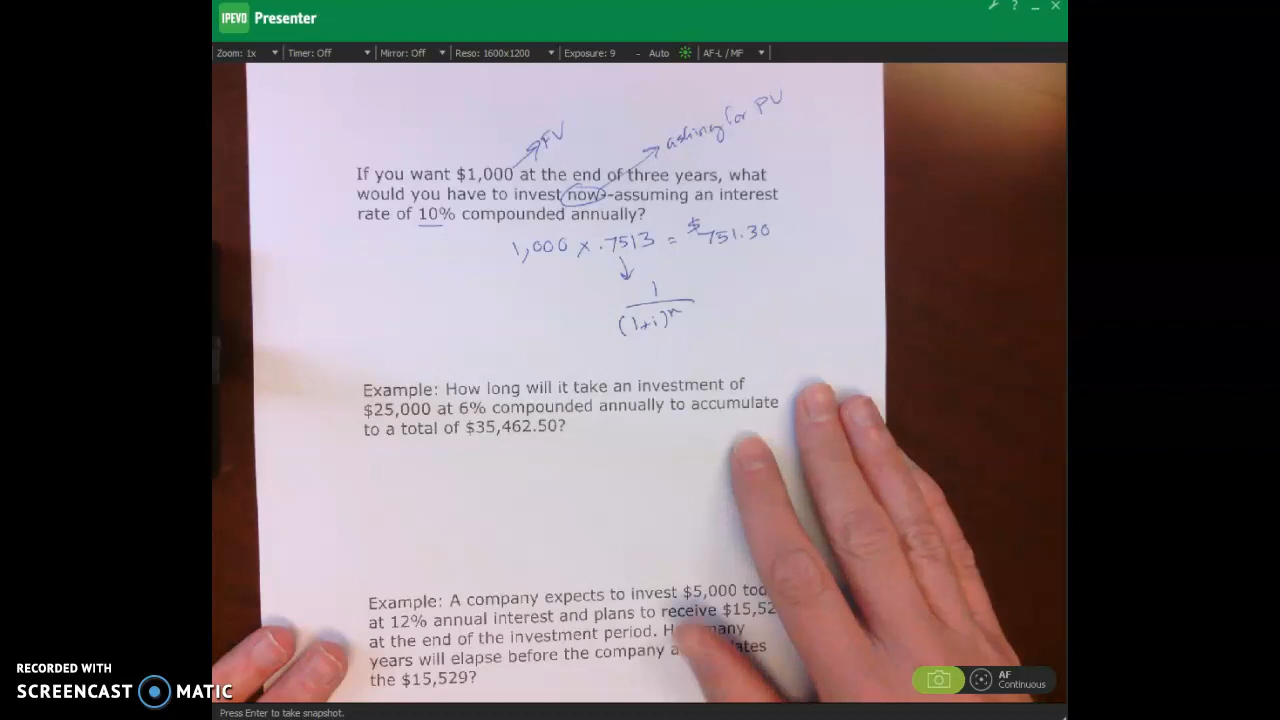 IPEVO Presenter
Zoom: 1x Timer: Off Mirror: Off Reso: 1600x1200 Exposure: 9 - Auto AF-L / MF
FV
asking for PV
If you want $1,000 at the end of three years, what
would you have to invest now--assuming an interest
rate of 10% compounded annually?
1,000 x .7513 = $751.30
1
(1+i)^n
Example: How long will it take an investment of
$25,000 at 6% compounded annually to accumulate
to a total of $35,462.50?
Example: A company expects to invest $5,000
at 12% annual interest and plans to receive $15,52
at the end of the investment period. many
years will elapse before the company
the $15,529?
AF
Continuous
RECORDED WITH
SCREENCAST MATIC
Press Enter to take snapshot.